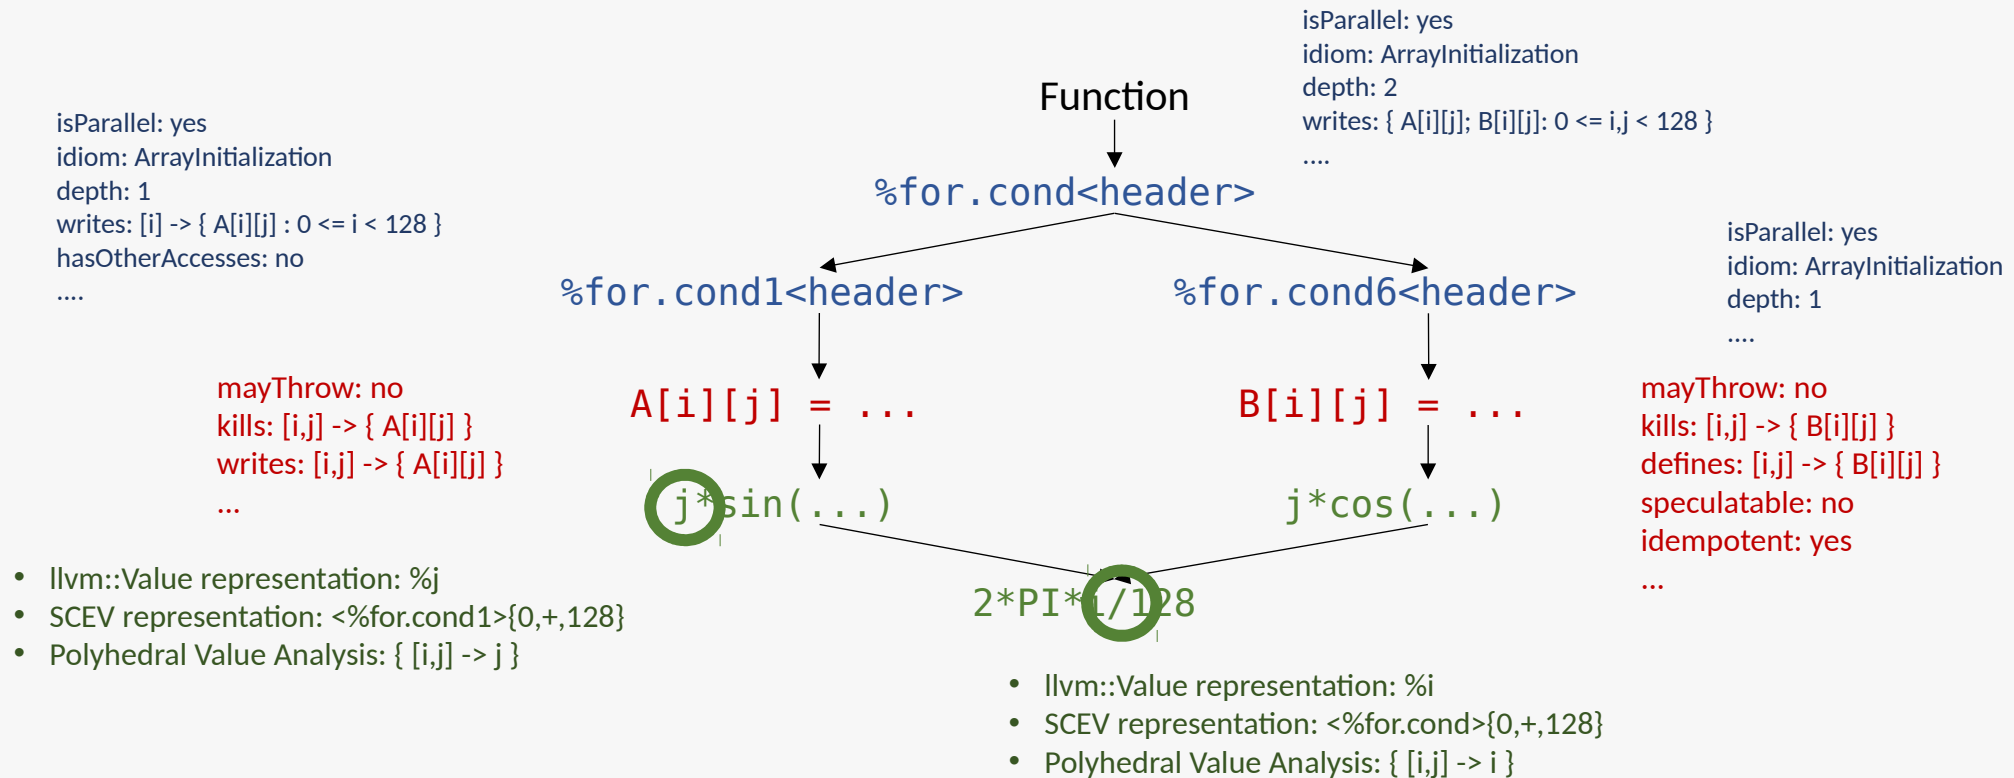 isParallel: yes
idiom: ArrayInitialization
depth: 2
writes: { A[i][j]; B[i][j]: 0 <= i,j < 128 }
....
Function
isParallel: yes
idiom: ArrayInitialization
depth: 1
writes: [i] -> { A[i][j] : 0 <= i < 128 }
hasOtherAccesses: no
....
%for.cond<header>
isParallel: yes
idiom: ArrayInitialization
depth: 1
....
%for.cond1<header>
%for.cond6<header>
mayThrow: no
kills: [i,j] -> { A[i][j] }
writes: [i,j] -> { A[i][j] }
...
A[i][j] = ...
B[i][j] = ...
mayThrow: no
kills: [i,j] -> { B[i][j] }
defines: [i,j] -> { B[i][j] }
speculatable: no
idempotent: yes
...
j*sin(...)
j*cos(...)
• llvm::Value representation: %j
• SCEV representation: <%for.cond1>{0,+,128}
• Polyhedral Value Analysis: { [i,j] -> j }
2*PI*i/128
• llvm::Value representation: %i
• SCEV representation: <%for.cond>{0,+,128}
• Polyhedral Value Analysis: { [i,j] -> i }